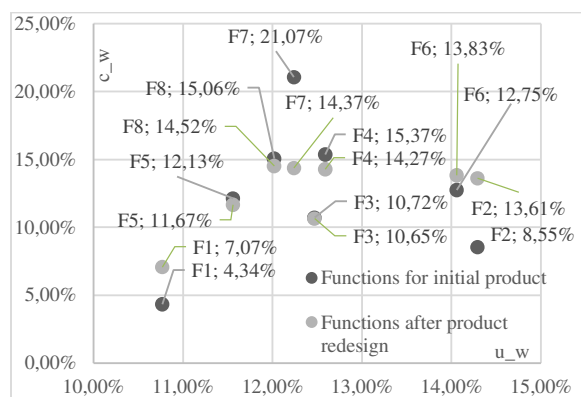 25,00%
20,00%
15,00%
10,00%
5,00%
0,00%
c_w
F7; 21,07%
F6; 13,83%
F8; 15,06%
F7; 14,37%
F6; 12,75%
F8; 14,52%
F4; 15,37%
F5;
12,13%
F4; 14,27%
F5;
11,67%
F3; 10,72%
F2; 13,61%
F1; 7,07%
F3; 10,65%
F2; 8,55%
F1; 4,34%
Functions for initial product
Functions after product
redesign
u_w
10,00%
11,00%
12,00%
13,00%
14,00%
15,00%